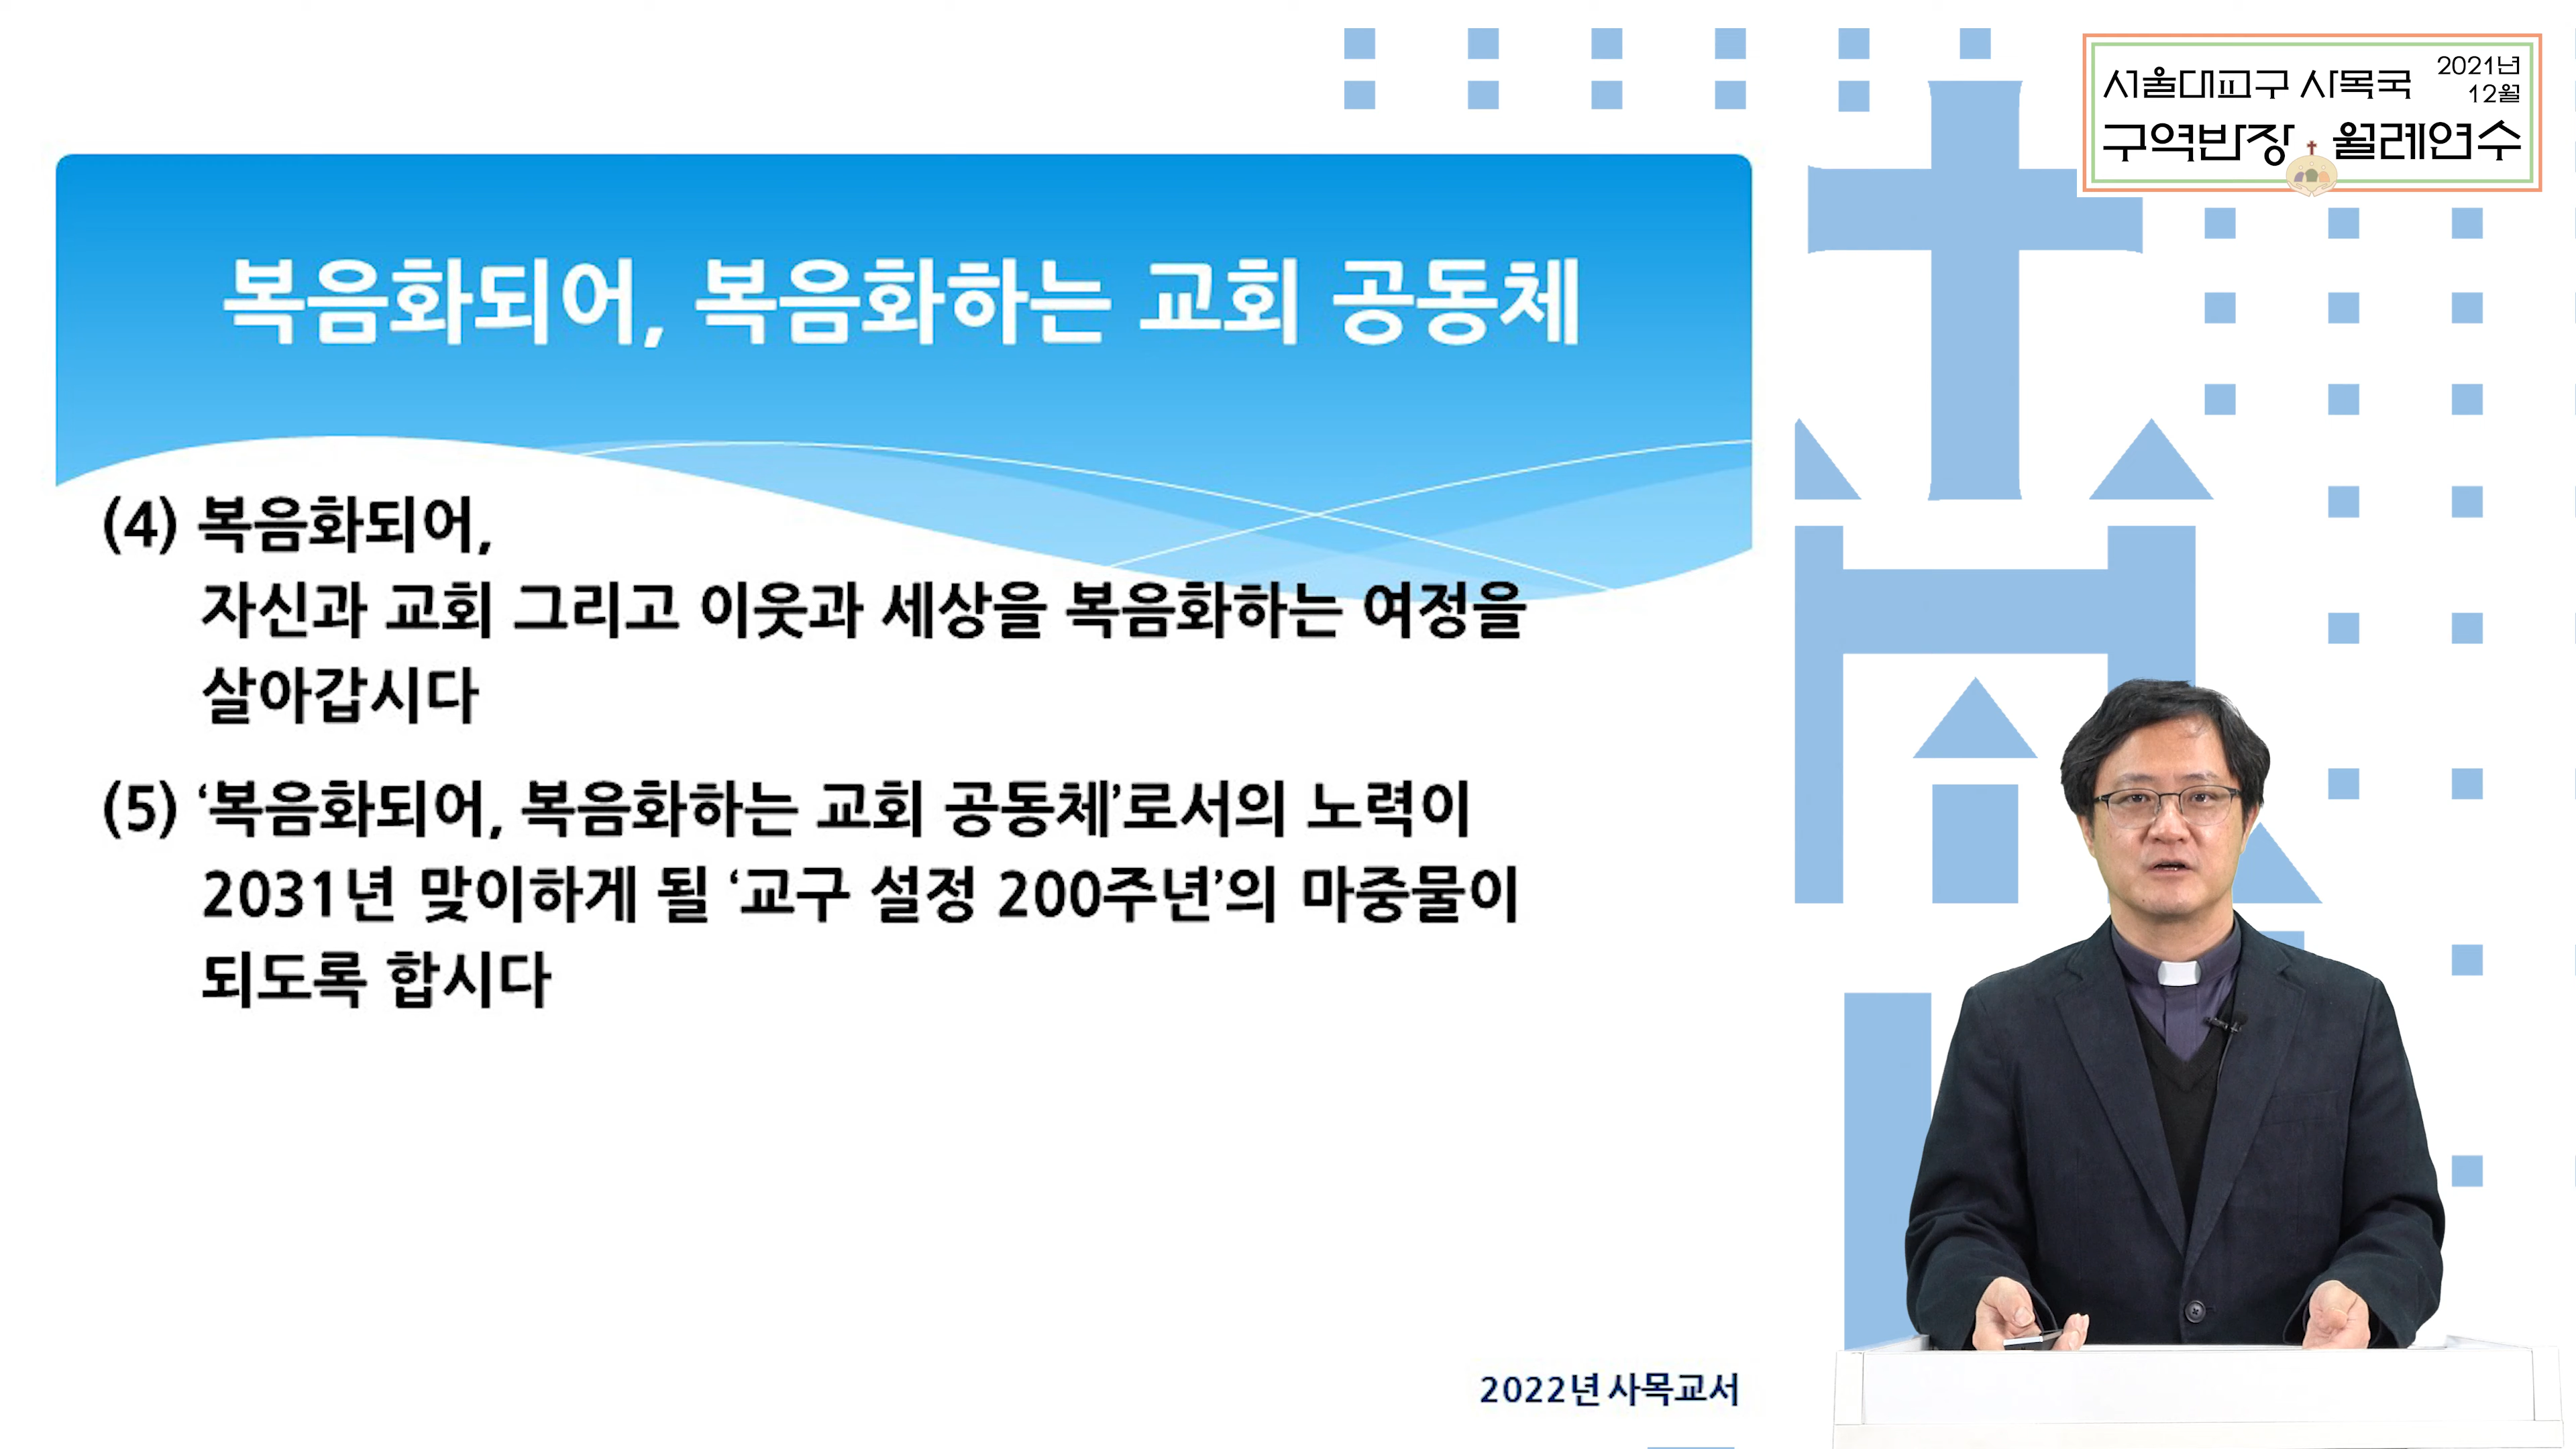 서울대교구 사목국 2021년 12월
구역반장 월례연수
복음화되어, 복음화하는 교회 공동체
(4) 복음화되어,
자신과 교회 그리고 이웃과 세상을 복음화하는 여정을
살아갑시다
(5) ‘복음화되어, 복음화하는 교회 공동체’로서의 노력이
2031년 맞이하게 될 ‘교구 설정 200주년’의 마중물이
되도록 합시다
2022년 사목교서